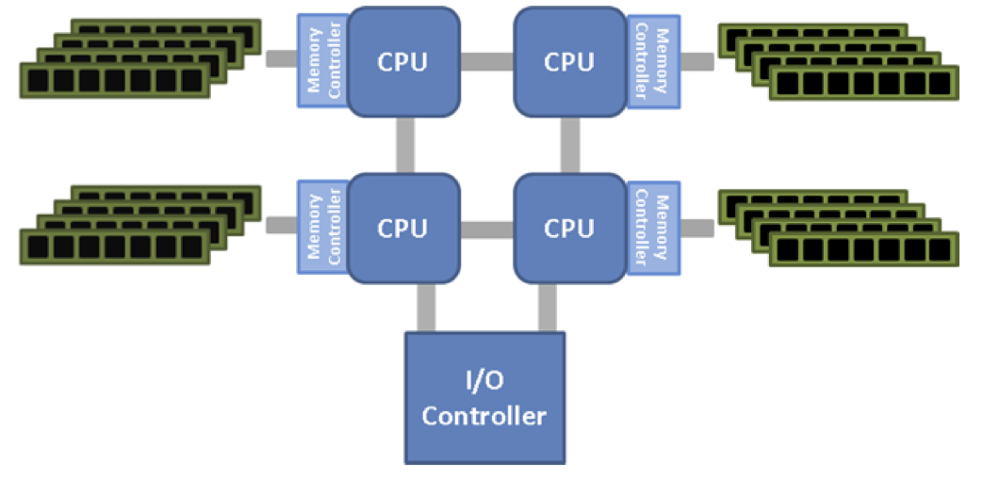 Memory
Controller
CPU
CPU
Memory
Controller
Memory
Controller
CPU
CPU
Memory
Controller
I/O
Controller